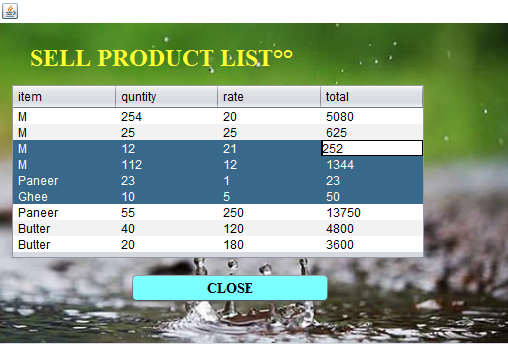 SELL PRODUCT LIST°°
item quntity rate total
M 254 20 5080
M 25 25 625
M 12 21 252
M 112 12 1344
Paneer 23 1 23
Ghee 10 5 50
Paneer 55 250 13750
Butter 40 120 4800
Butter 20 180 3600
CLOSE